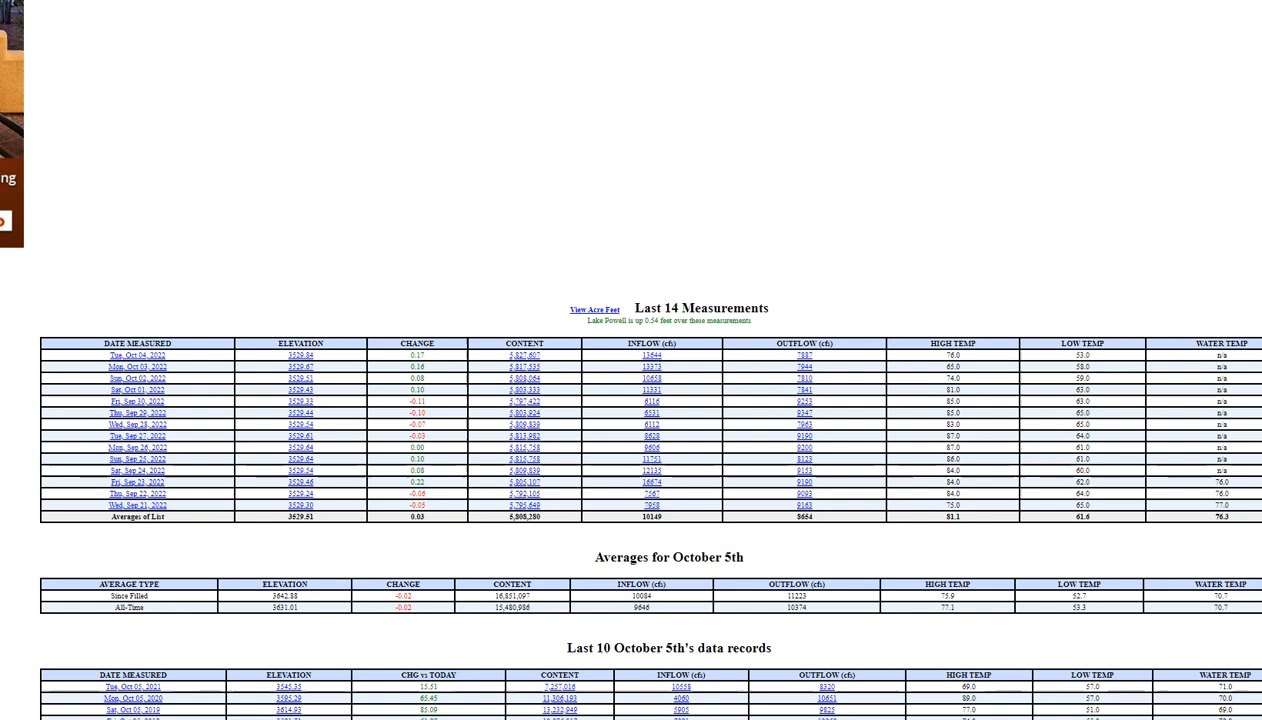 ng
View Acre Feet Last 14 Measurements
Lake Powell is up 0.54 feet over these measurements
DATE MEASURED ELEVATION CHANGE CONTENT INFLOW (cfs) OUTFLOW (cfs) HIGH TEMP LOW TEMP WATER TEMP
Tue, Oct 04, 2022 3529.84 0.17 5,827,607 13644 7887 76.0 53.0 n/a
Mon, Oct 03, 2022 3529.67 0.16 5,817,535 13373 7944 65.0 58.0 n/a
Sun, Oct 02, 2022 3529.51 0.08 5,808,064 10658 7810 74.0 59.0 n/a
Sat, Oct 01, 2022 3529.43 0.10 5,803,333 11331 7841 81.0 63.0 n/a
Fri, Sep 30, 2022 3529.33 -0.11 5,797,422 6116 9253 85.0 63.0 n/a
Thu, Sep 29, 2022 3529.44 -0.10 5,803,924 6531 9347 85.0 65.0 n/a
Wed, Sep 28, 2022 3529.54 -0.07 5,809,839 6112 7963 83.0 65.0 n/a
Tue, Sep 27, 2022 3529.61 -0.03 5,813,982 8628 9190 87.0 64.0 n/a
Mon, Sep 26, 2022 3529.64 0.00 5,815,758 9606 9200 87.0 61.0 n/a
Sun, Sep 25, 2022 3529.64 0.10 5,815,758 11751 9112 86.0 61.0 n/a
Sat, Sep 24, 2022 3529.54 0.08 5,809,839 12135 9153 84.0 60.0 n/a
Fri, Sep 23, 2022 3529.46 0.22 5,805,107 16674 9190 84.0 62.0 76.0
Thu, Sep 22, 2022 3529.24 -0.06 5,792,105 7567 9093 84.0 64.0 76.0
Wed, Sep 21, 2022 3529.30 -0.05 5,795,649 7958 9163 75.0 65.0 77.0
Averages of List 3529.51 0.03 5,808,280 10149 8654 81.1 61.6 76.3
Averages for October 5th
AVERAGE TYPE ELEVATION CHANGE CONTENT INFLOW (cfs) OUTFLOW (cfs) HIGH TEMP LOW TEMP WATER TEMP
Since Filled 3642.88 -0.02 16,851,097 10084 11223 75.9 52.7 70.7
All-Time 3631.01 -0.02 15,480,986 9646 10374 77.1 53.3 70.7
Last 10 October 5th's data records
DATE MEASURED ELEVATION CHG vs TODAY CONTENT INFLOW (cfs) OUTFLOW (cfs) HIGH TEMP LOW TEMP WATER TEMP
Tue, Oct 05, 2021 3545.35 15.51 7,257,016 10558 8320 69.0 57.0 71.0
Mon, Oct 05, 2020 3595.29 65.45 11,306,193 4060 10651 89.0 57.0 70.0
Sat, Oct 05, 2019 3614.93 85.09 13,232,949 5905 9825 77.0 51.0 69.0